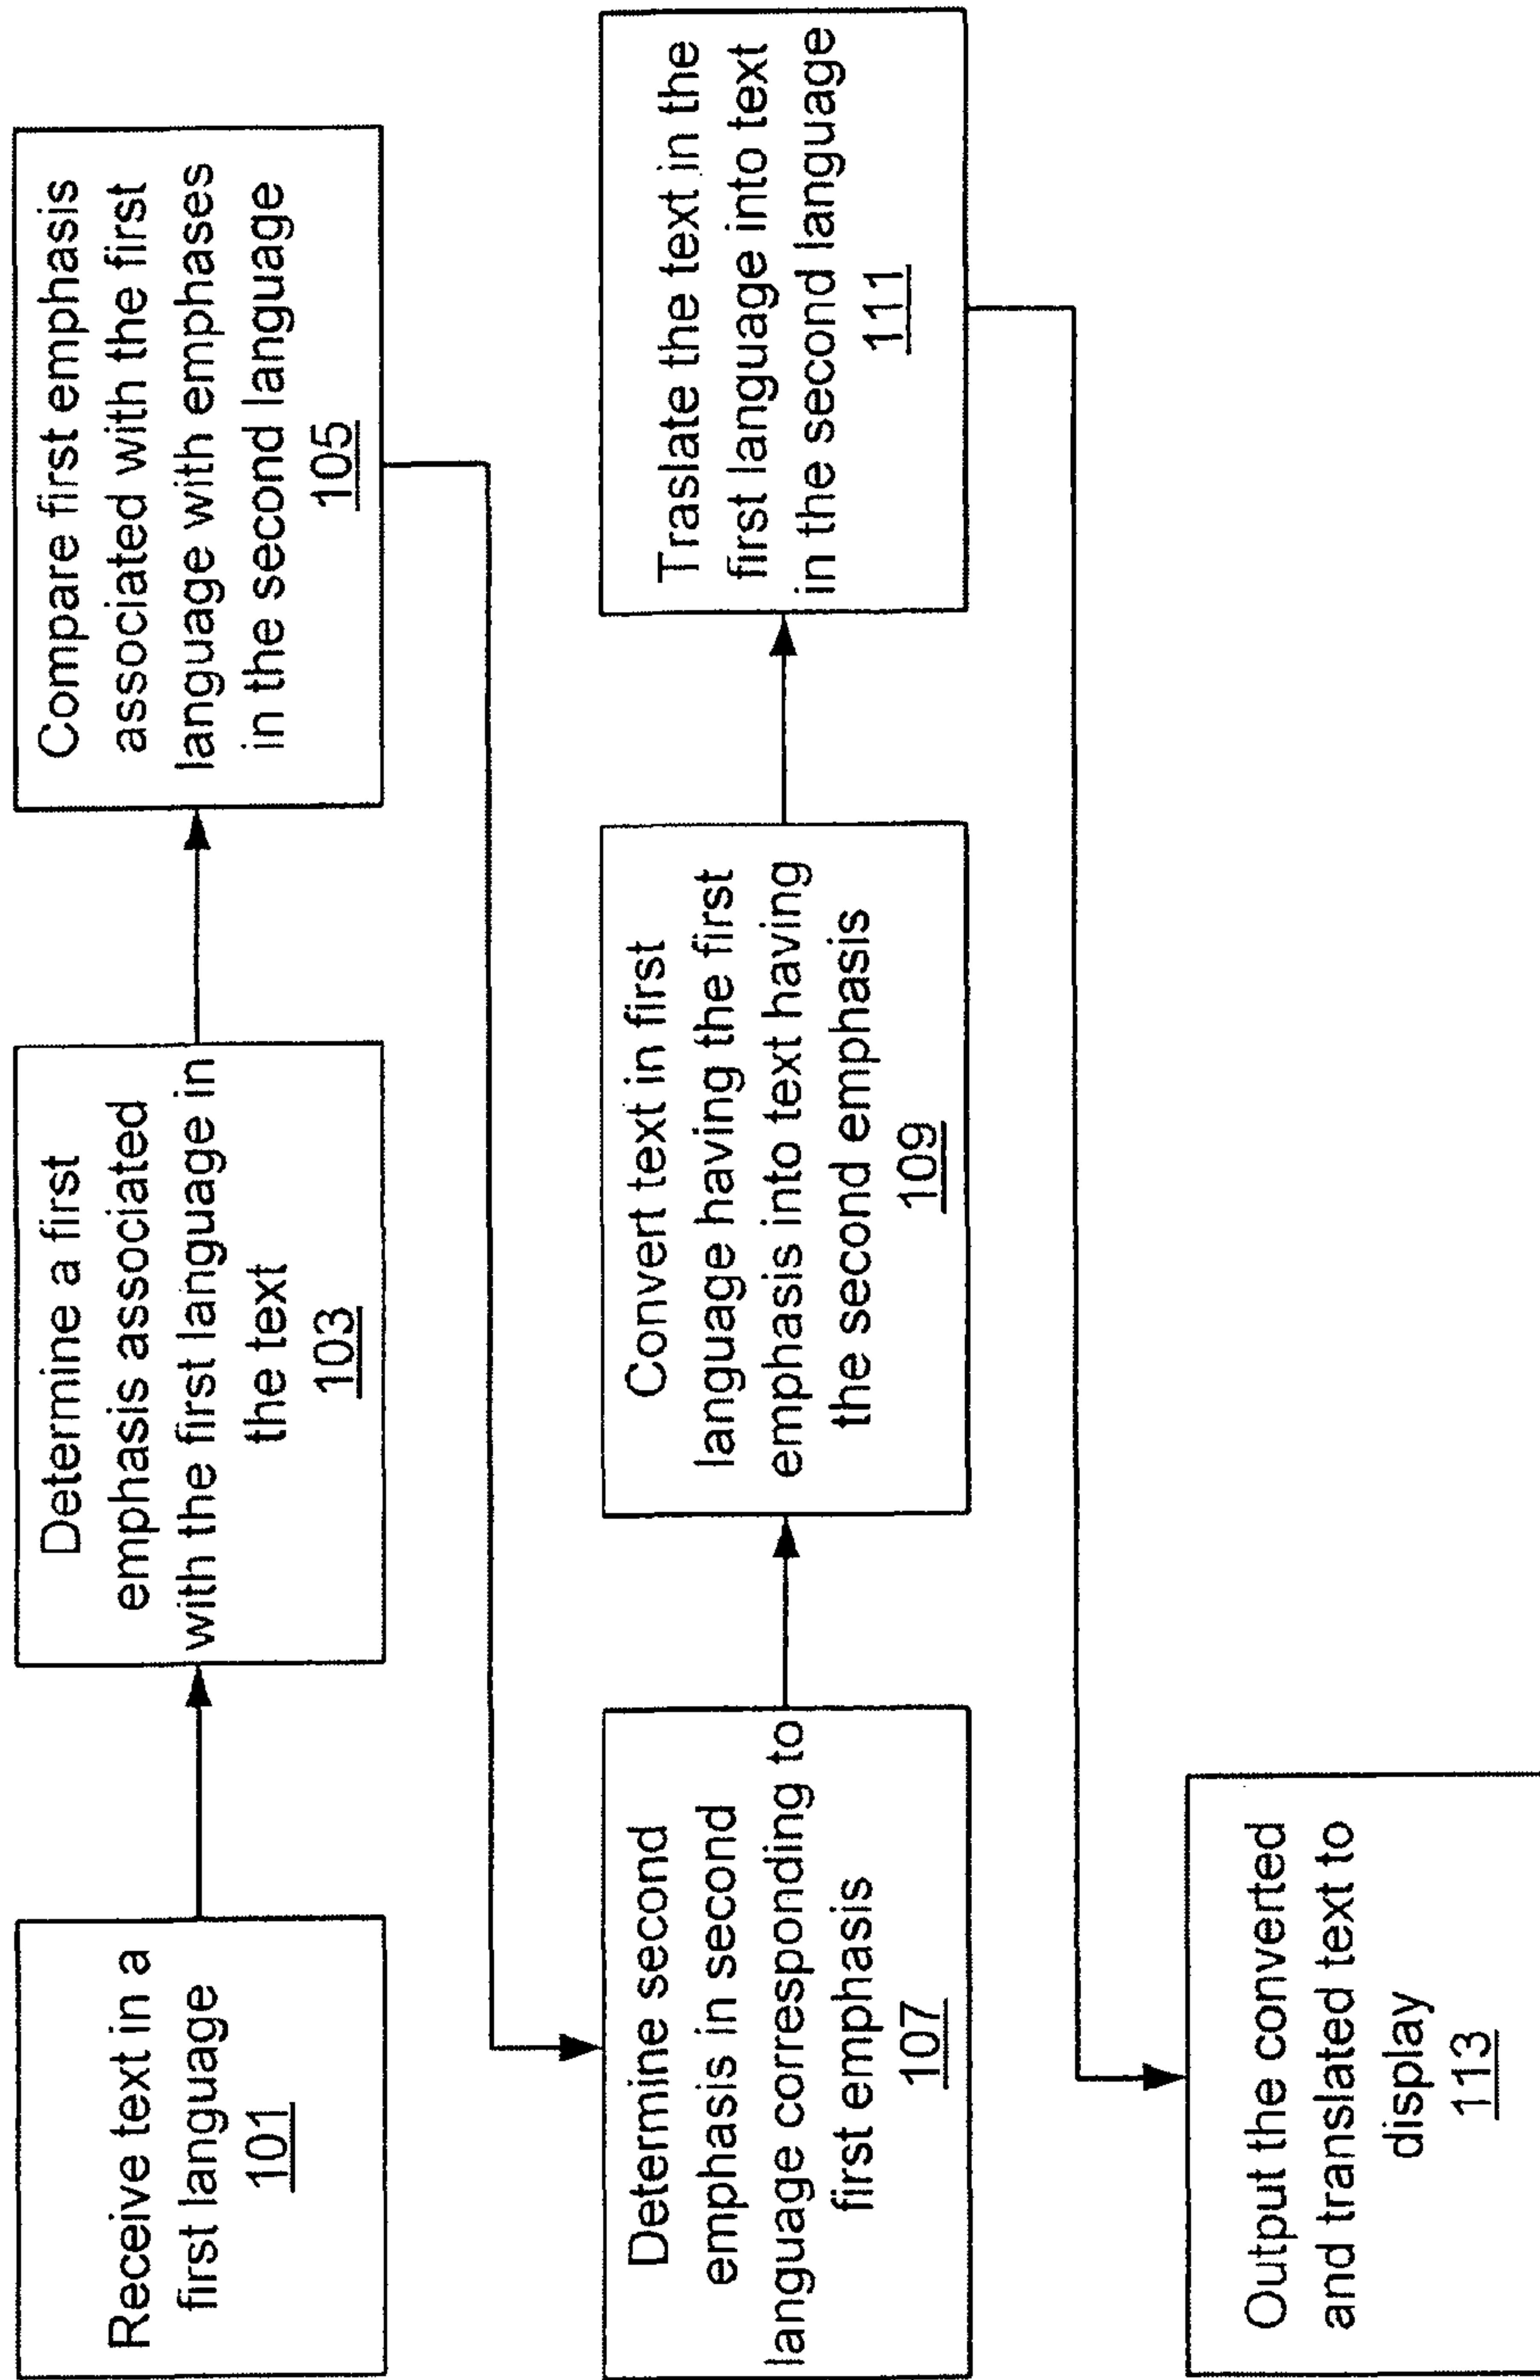 Receive text in a
first language
101
Determine a first
emphasis associated
with the first language in
the text
103
Compare first emphasis
associated with the first
language with emphases
in the second language
105
Determine second
emphasis in second
language corresponding to
first emphasis
107
Convert text in first
language having the first
emphasis into text having
the second emphasis
109
Traslate the text in the
first language into text
in the second language
111
Output the converted
and translated text to
display
113